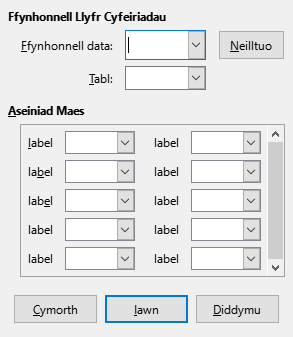 Ffynhonnell Llyfr Cyfeiriadau
Ffynhonnell data: Neilltuo
Tabl:
Aseiniad Maes
label label
label label
label label
label label
label label
Cymorth Iawn Diddymu